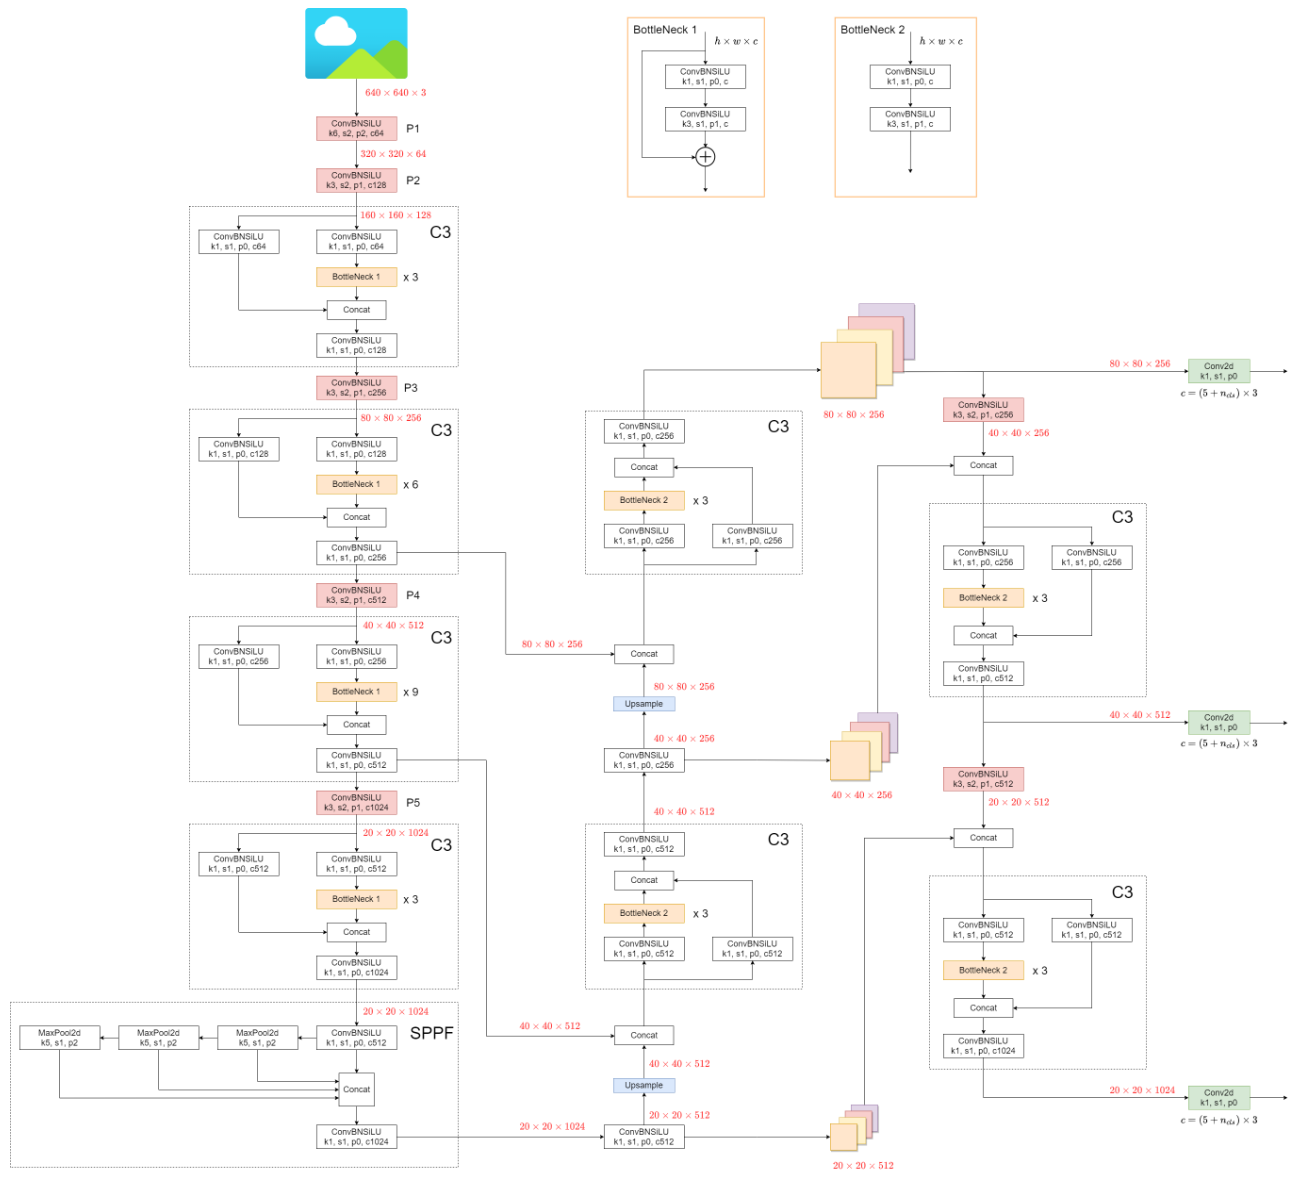 640 × 640 × 3
ConvBNSiLU
k6, s2, p2, c64
P1
320 × 320 × 64
ConvBNSiLU
k3, s2, p1, c128
P2
160 × 160 × 128
C3
ConvBNSiLU
k1, s1, p0, c64
ConvBNSiLU
k1, s1, p0, c64
BottleNeck 1
x 3
Concat
ConvBNSiLU
k1, s1, p0, c128
ConvBNSiLU
k3, s2, p1, c256
P3
80 × 80 × 256
C3
ConvBNSiLU
k1, s1, p0, c128
ConvBNSiLU
k1, s1, p0, c128
BottleNeck 1
x 6
Concat
ConvBNSiLU
k1, s1, p0, c256
ConvBNSiLU
k3, s2, p1, c512
P4
40 × 40 × 512
C3
ConvBNSiLU
k1, s1, p0, c256
ConvBNSiLU
k1, s1, p0, c256
BottleNeck 1
x 9
Concat
ConvBNSiLU
k1, s1, p0, c512
ConvBNSiLU
k3, s2, p1, c1024
P5
20 × 20 × 1024
C3
ConvBNSiLU
k1, s1, p0, c512
ConvBNSiLU
k1, s1, p0, c512
BottleNeck 1
x 3
Concat
ConvBNSiLU
k1, s1, p0, c1024
20 × 20 × 1024
SPPF
MaxPool2d
k5, s1, p2
MaxPool2d
k5, s1, p2
MaxPool2d
k5, s1, p2
ConvBNSiLU
k1, s1, p0, c512
Concat
ConvBNSiLU
k1, s1, p0, c1024
BottleNeck 1
h × w × c
ConvBNSiLU
k1, s1, p0, c
ConvBNSiLU
k3, s1, p1, c
BottleNeck 2
h × w × c
ConvBNSiLU
k1, s1, p0, c
ConvBNSiLU
k3, s1, p1, c
C3
ConvBNSiLU
k1, s1, p0, c256
Concat
BottleNeck 2
x 3
ConvBNSiLU
k1, s1, p0, c256
ConvBNSiLU
k1, s1, p0, c256
80 × 80 × 256
Concat
80 × 80 × 256
Upsample
40 × 40 × 256
ConvBNSiLU
k1, s1, p0, c256
40 × 40 × 512
C3
ConvBNSiLU
k1, s1, p0, c512
Concat
BottleNeck 2
x 3
ConvBNSiLU
k1, s1, p0, c512
ConvBNSiLU
k1, s1, p0, c512
40 × 40 × 512
Concat
40 × 40 × 512
Upsample
20 × 20 × 512
20 × 20 × 1024
ConvBNSiLU
k1, s1, p0, c512
80 × 80 × 256
40 × 40 × 256
20 × 20 × 512
80 × 80 × 256
Conv2d
k1, s1, p0
c = (5 + n_cls) × 3
ConvBNSiLU
k3, s2, p1, c256
40 × 40 × 256
Concat
C3
ConvBNSiLU
k1, s1, p0, c256
ConvBNSiLU
k1, s1, p0, c256
BottleNeck 2
x 3
Concat
ConvBNSiLU
k1, s1, p0, c512
40 × 40 × 512
Conv2d
k1, s1, p0
c = (5 + n_cls) × 3
ConvBNSiLU
k3, s2, p1, c512
20 × 20 × 512
Concat
C3
ConvBNSiLU
k1, s1, p0, c512
ConvBNSiLU
k1, s1, p0, c512
BottleNeck 2
x 3
Concat
ConvBNSiLU
k1, s1, p0, c1024
20 × 20 × 1024
Conv2d
k1, s1, p0
c = (5 + n_cls) × 3